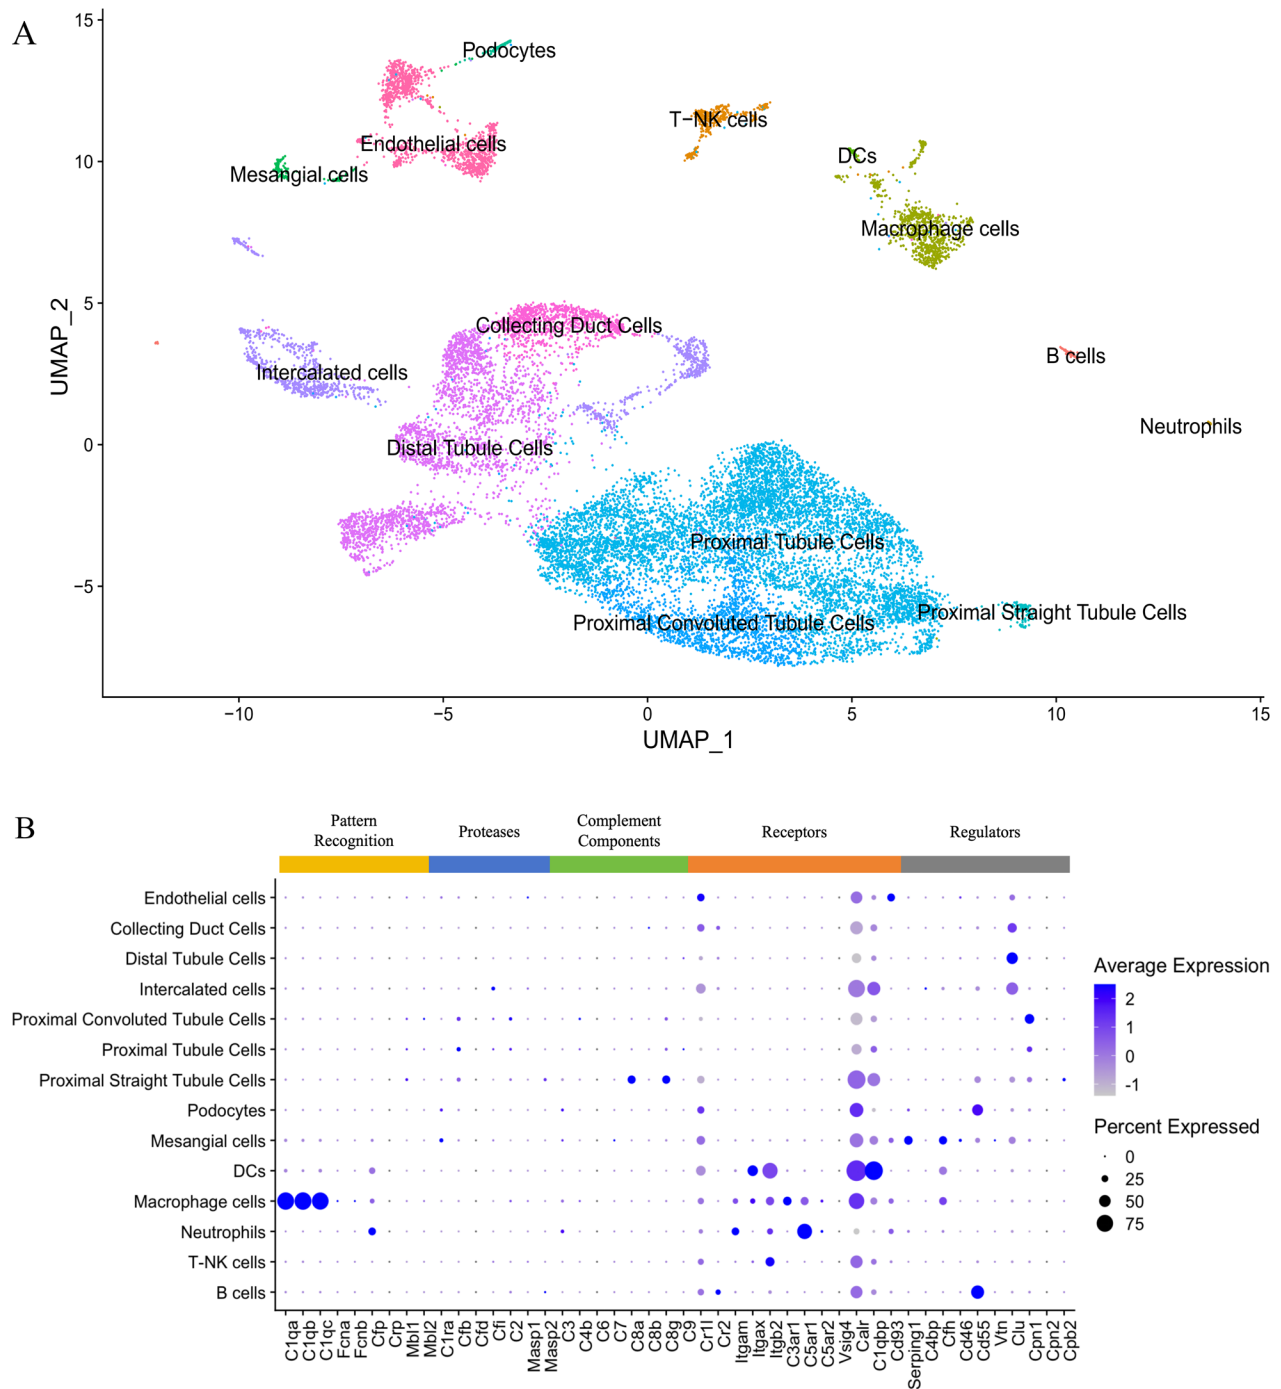 A
15
10
5
0
−5
UMAP_2
Podocytes
Endothelial cells
Mesangial cells
T−NK cells
DCs
Macrophage cells
Collecting Duct Cells
Intercalated cells
B cells
Neutrophils
Distal Tubule Cells
Proximal Tubule Cells
Proximal Straight Tubule Cells
Proximal Convoluted Tubule Cells
−10
−5
0
5
10
15
UMAP_1
B
Pattern
Recognition
Proteases
Complement
Components
Receptors
Regulators
Endothelial cells
Collecting Duct Cells
Distal Tubule Cells
Intercalated cells
Proximal Convoluted Tubule Cells
Proximal Tubule Cells
Proximal Straight Tubule Cells
Podocytes
Mesangial cells
DCs
Macrophage cells
Neutrophils
T-NK cells
B cells
C1qa
C1qb
C1qc
Fcna
Fcnb
Cfp
Crp
Mbl1
Mbl2
C1ra
Cfb
Cfd
Cfi
C2
Masp1
Masp2
C3
C4b
C6
C7
C8a
C8b
C8g
C9
Cr1l
Cr2
Itgam
Itgax
Itgb2
C3ar1
C5ar1
C5ar2
Vsig4
Calr
C1qbp
Cd93
Serping1
C4bp
Cfh
Cd46
Cd55
Vtn
Clu
Cpn1
Cpn2
Cpb2
Average Expression
2
1
0
-1
Percent Expressed
0
25
50
75